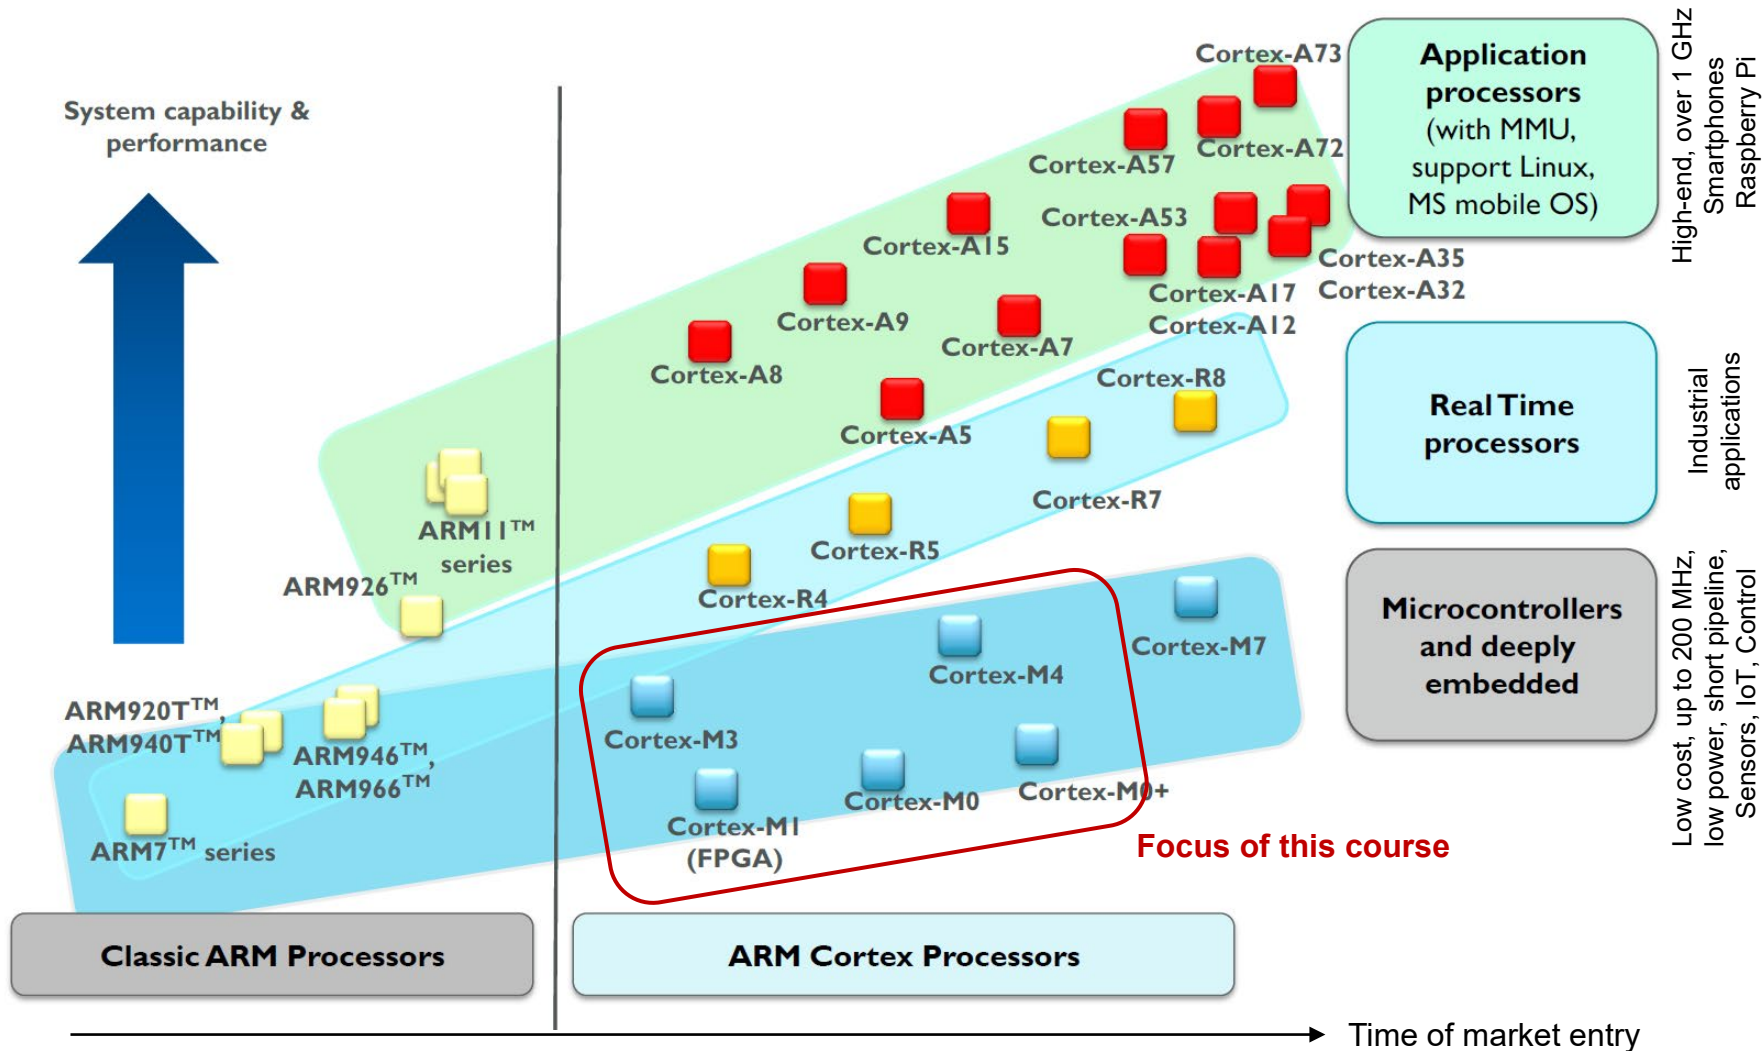 System capability &
performance
Cortex-A73
Cortex-A72
Cortex-A57
Cortex-A53
Cortex-A15
Cortex-A35
Cortex-A32
Cortex-A17
Cortex-A12
Cortex-A9
Cortex-A7
Cortex-A8
Cortex-A5
Cortex-R8
Cortex-R7
Cortex-R5
Cortex-R4
ARM11™
series
ARM926™
ARM920T™,
ARM940T™
ARM946™,
ARM966™
ARM7™ series
Cortex-M7
Cortex-M4
Cortex-M3
Cortex-M0
Cortex-M0+
Cortex-M1
(FPGA)
Focus of this course
Application
processors
(with MMU,
support Linux,
MS mobile OS)
High-end, over 1 GHz
Smartphones
Raspberry Pi
Real Time
processors
Industrial
applications
Microcontrollers
and deeply
embedded
Low cost, up to 200 MHz,
low power, short pipeline,
Sensors, IoT, Control
Classic ARM Processors
ARM Cortex Processors
Time of market entry